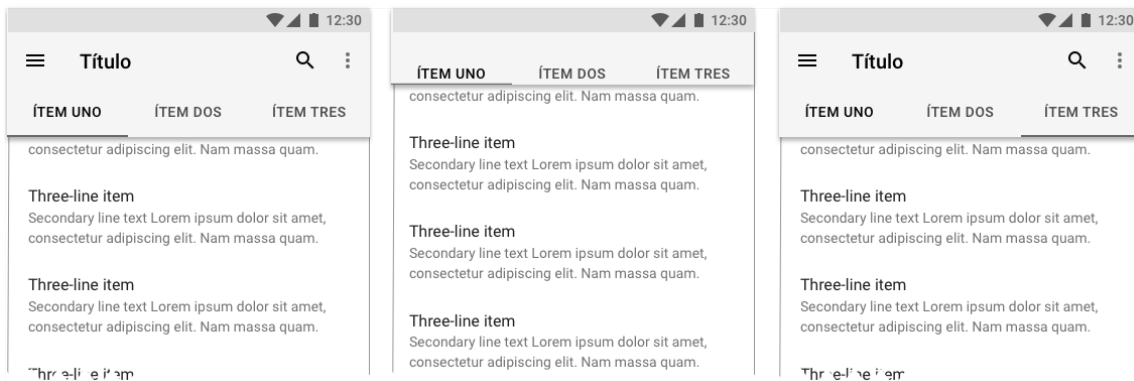 12:30
Título
ÍTEM UNO ÍTEM DOS ÍTEM TRES
consectetur adipiscing elit. Nam massa quam.
Three-line item
Secondary line text Lorem ipsum dolor sit amet,
consectetur adipiscing elit. Nam massa quam.
Three-line item
Secondary line text Lorem ipsum dolor sit amet,
consectetur adipiscing elit. Nam massa quam.
12:30
ÍTEM UNO ÍTEM DOS ÍTEM TRES
consectetur adipiscing elit. Nam massa quam.
Three-line item
Secondary line text Lorem ipsum dolor sit amet,
consectetur adipiscing elit. Nam massa quam.
Three-line item
Secondary line text Lorem ipsum dolor sit amet,
consectetur adipiscing elit. Nam massa quam.
Three-line item
Secondary line text Lorem ipsum dolor sit amet,
consectetur adipiscing elit. Nam massa quam.
12:30
Título
ÍTEM UNO ÍTEM DOS ÍTEM TRES
consectetur adipiscing elit. Nam massa quam.
Three-line item
Secondary line text Lorem ipsum dolor sit amet,
consectetur adipiscing elit. Nam massa quam.
Three-line item
Secondary line text Lorem ipsum dolor sit amet,
consectetur adipiscing elit. Nam massa quam.